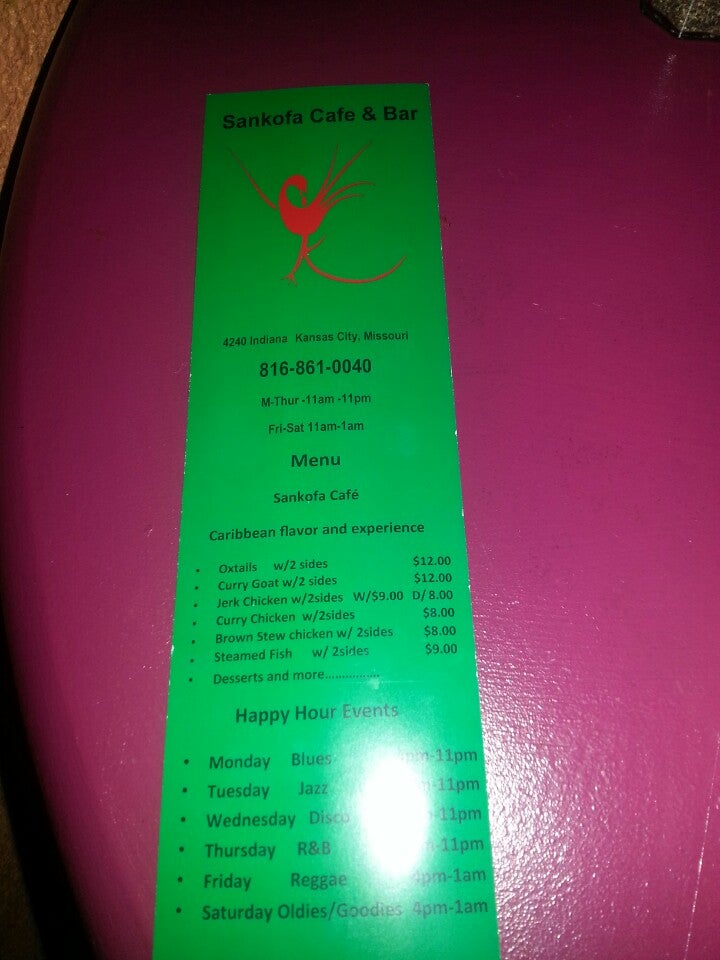 Sankofa Cafe & Bar
4240 Indiana Kansas City, Missouri
816-861-0040
M-Thur -11am -11pm
Fri-Sat 11am-1am
Menu
Sankofa Café
Caribbean flavor and experience
• Oxtails w/2 sides $12.00
• Curry Goat w/2 sides $12.00
• Jerk Chicken w/2sides W/$9.00 D/8.00
• Curry Chicken w/2sides $8.00
• Brown Stew chicken w/ 2sides $8.00
• Steamed Fish w/ 2sides $9.00
• Desserts and more...............
Happy Hour Events
• Monday Blues -11pm
• Tuesday Jazz -11pm
• Wednesday Disco -11pm
• Thursday R&B -11pm
• Friday Reggae 4pm-1am
• Saturday Oldies/Goodies 4pm-1am